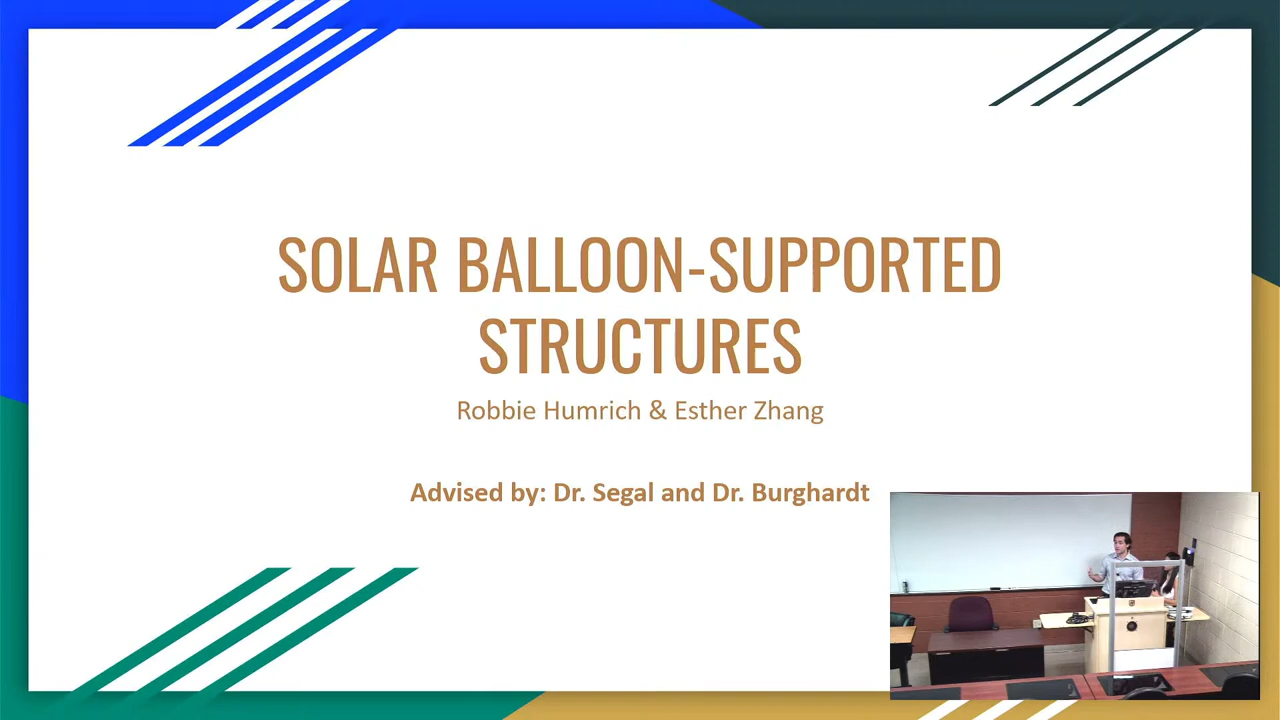 SOLAR BALLOON-SUPPORTED
STRUCTURES
Robbie Humrich & Esther Zhang
Advised by: Dr. Segal and Dr. Burghardt